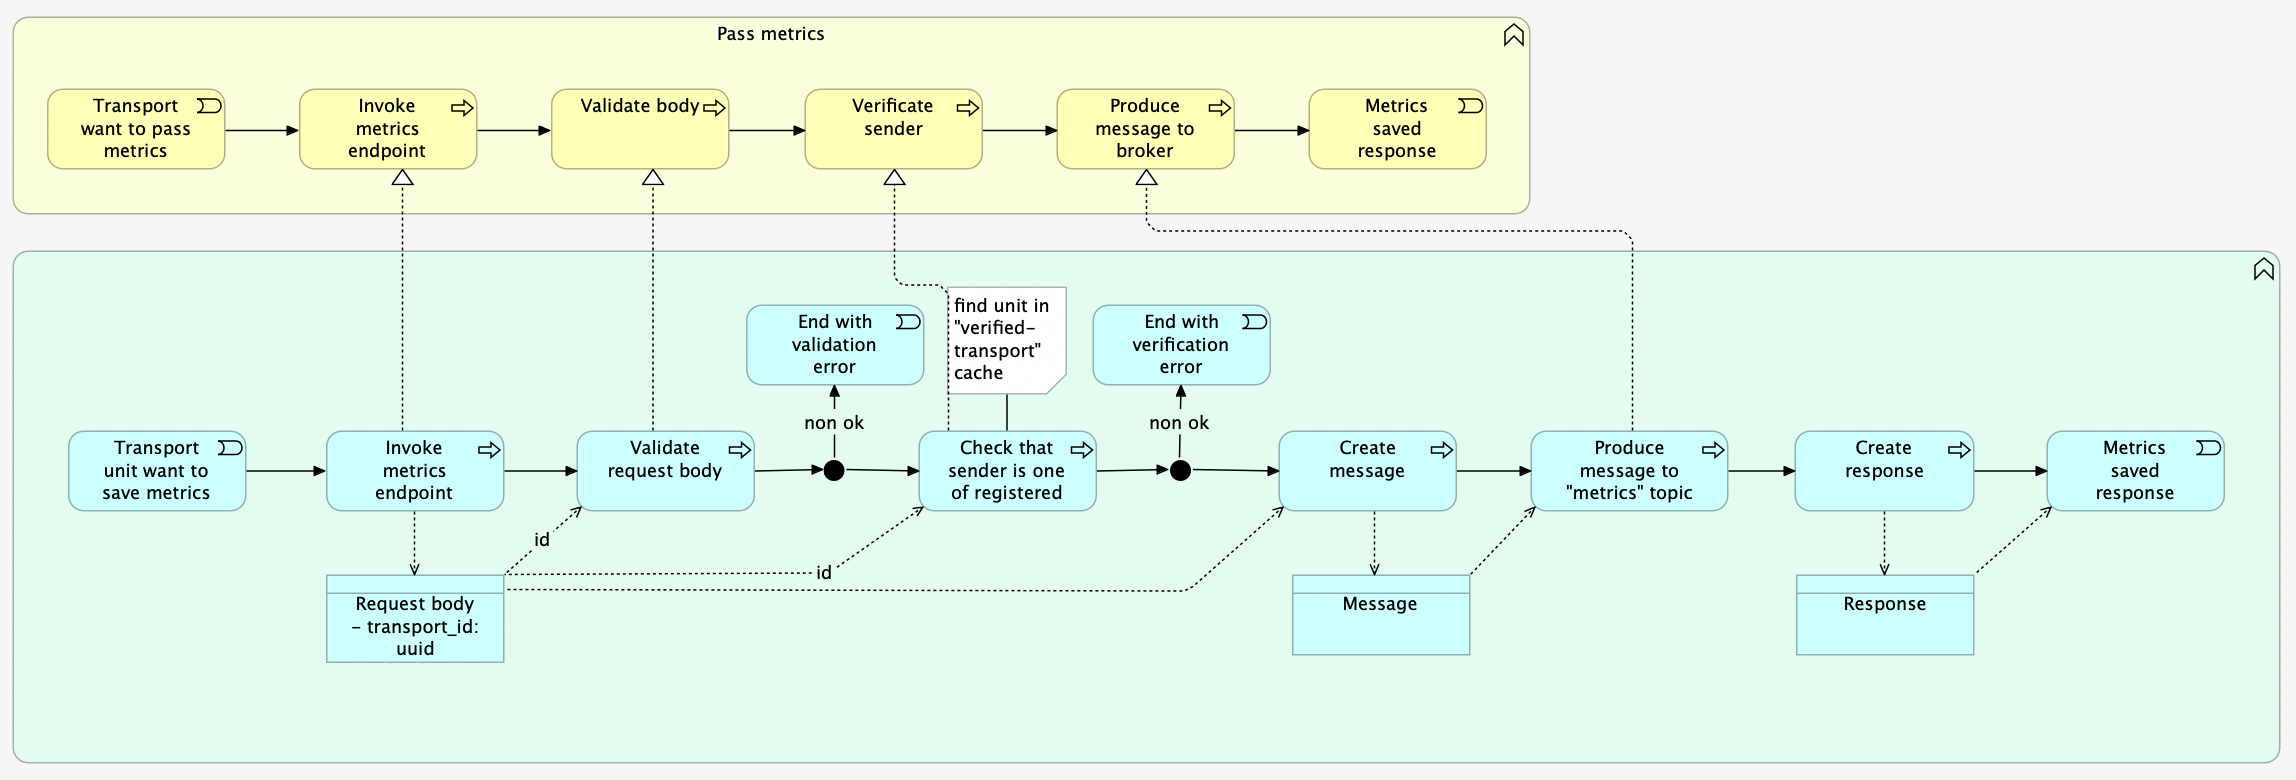 Pass metrics
Transport
want to pass
metrics
Invoke
metrics
endpoint
Validate body
Verificate
sender
Produce
message to
broker
Metrics
saved
response
End with
validation
error
find unit in
"verified-
transport"
cache
End with
verification
error
non ok
non ok
Transport
unit want to
save metrics
Invoke
metrics
endpoint
Validate
request body
Check that
sender is one
of registered
Create
message
Produce
message to
"metrics" topic
Create
response
Metrics
saved
response
id
id
Request body
- transport_id:
uuid
Message
Response